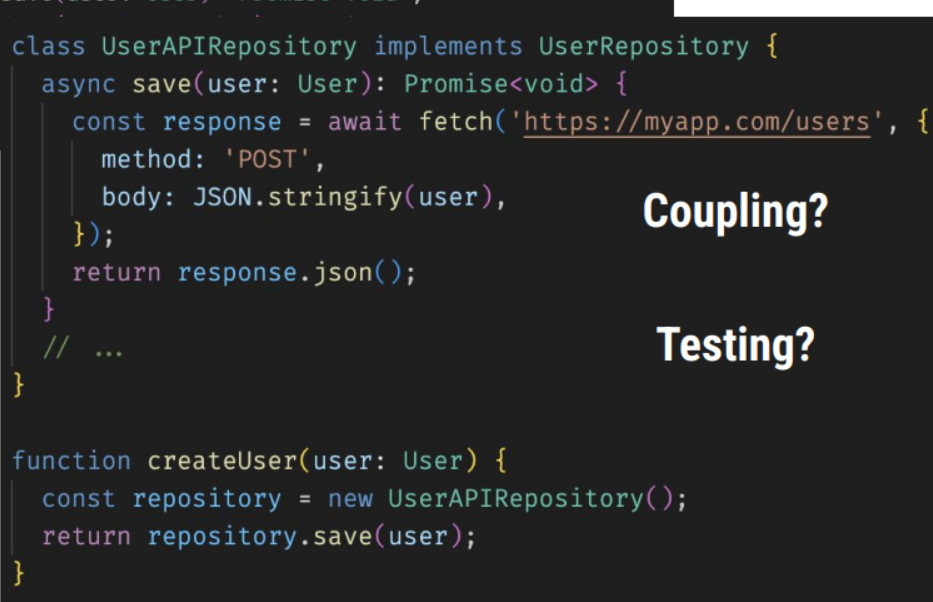 class UserAPIRepository implements UserRepository {
async save(user: User): Promise<void> {
const response = await fetch('https://myapp.com/users', {
method: 'POST',
body: JSON.stringify(user),
Coupling?
});
return response.json();
}
Testing?
// ...
}
function createUser(user: User) {
const repository = new UserAPIRepository();
return repository.save(user);
}